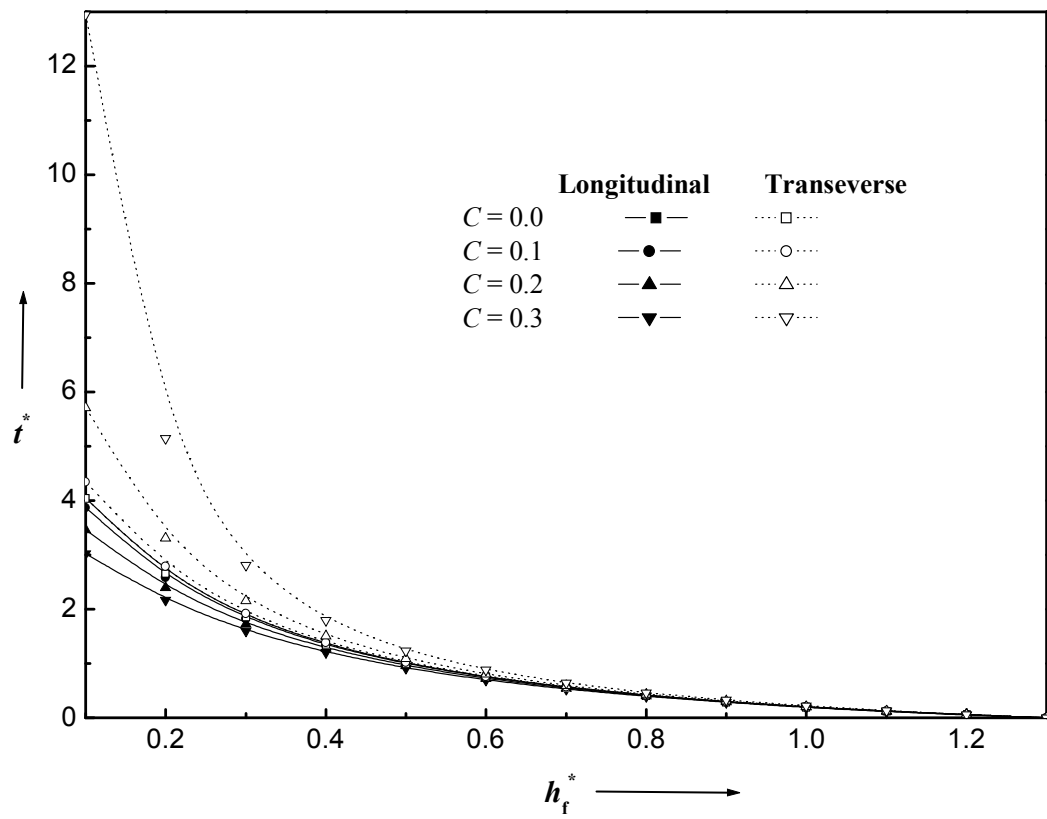 12
10
8
6
4
2
0
t*
Longitudinal Transeverse
C = 0.0
C = 0.1
C = 0.2
C = 0.3
0.2 0.4 0.6 0.8 1.0 1.2
h_f*